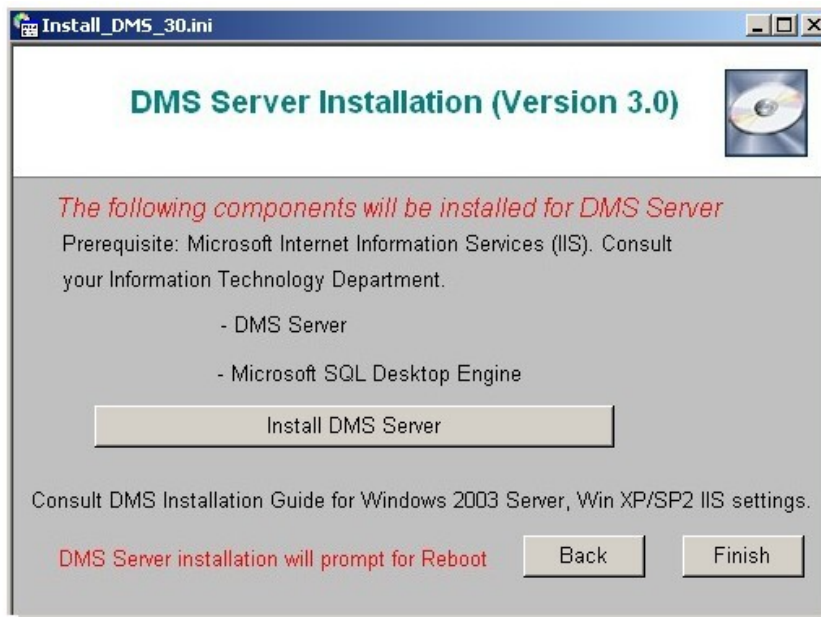 Install_DMS_30.ini
DMS Server Installation (Version 3.0)
The following components will be installed for DMS Server
Prerequisite: Microsoft Internet Information Services (IIS). Consult
your Information Technology Department.
- DMS Server
- Microsoft SQL Desktop Engine
Install DMS Server
Consult DMS Installation Guide for Windows 2003 Server, Win XP/SP2 IIS settings.
DMS Server installation will prompt for Reboot
Back
Finish